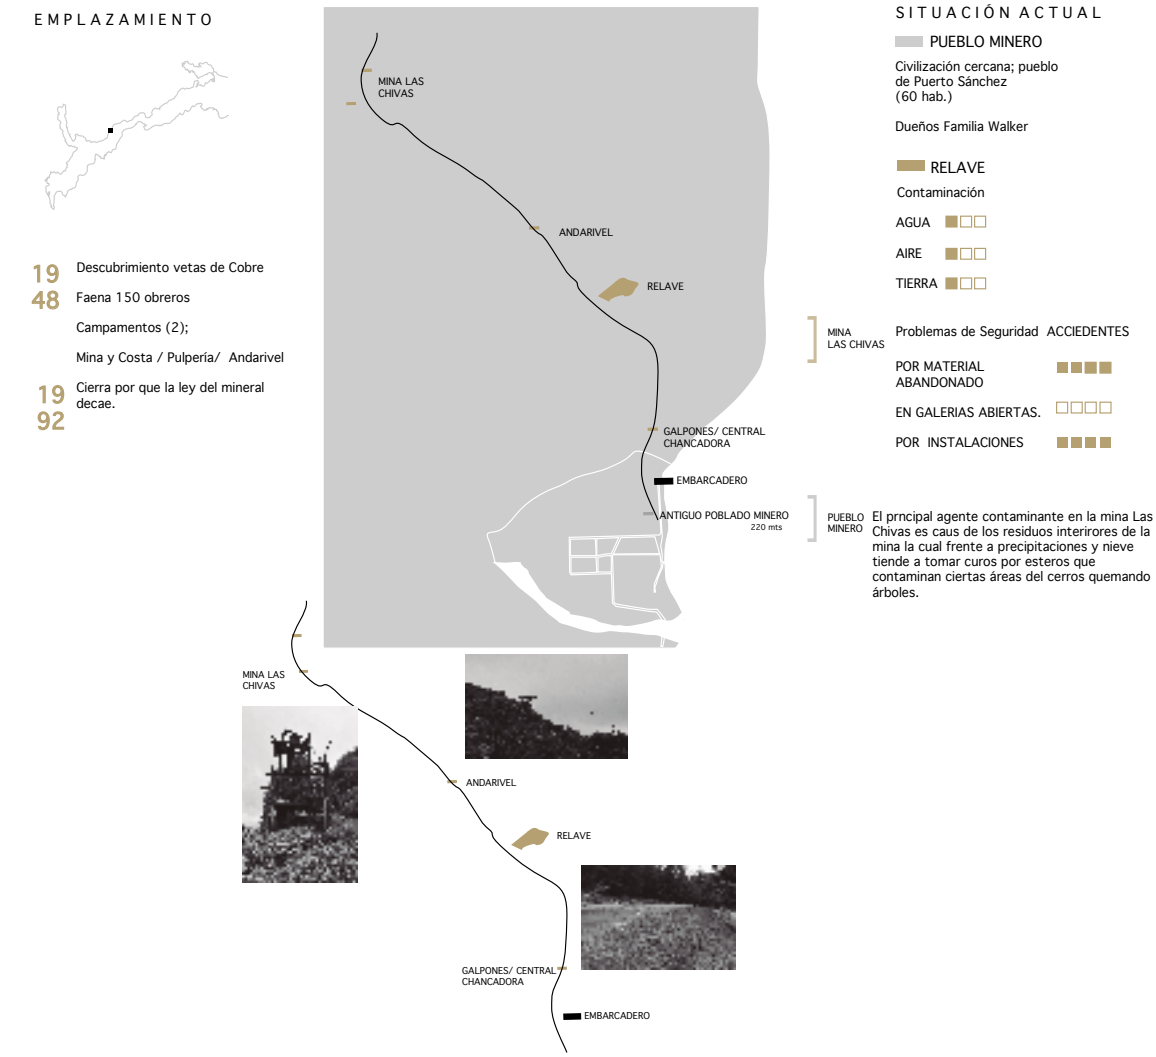 EMPLAZAMIENTO
19
48
Descubrimiento vetas de Cobre
Faena 150 obreros
Campamentos (2);
Mina y Costa / Pulpería/ Andarivel
19
92
Cierra por que la ley del mineral
decae.
MINA LAS
CHIVAS
ANDARIVEL
RELAVE
GALPONES/ CENTRAL
CHANCADORA
EMBARCADERO
ANTIGUO POBLADO MINERO
220 mts
SITUACIÓN ACTUAL
PUEBLO MINERO
Civilización cercana; pueblo
de Puerto Sánchez
(60 hab.)
Dueños Familia Walker
RELAVE
Contaminación
AGUA
AIRE
TIERRA
MINA
LAS CHIVAS
Problemas de Seguridad ACCIEDENTES
POR MATERIAL
ABANDONADO
EN GALERIAS ABIERTAS.
POR INSTALACIONES
PUEBLO
MINERO
El prncipal agente contaminante en la mina Las
Chivas es caus de los residuos interirores de la
mina la cual frente a precipitaciones y nieve
tiende a tomar curos por esteros que
contaminan ciertas áreas del cerros quemando
árboles.
MINA LAS
CHIVAS
ANDARIVEL
RELAVE
GALPONES/ CENTRAL
CHANCADORA
EMBARCADERO